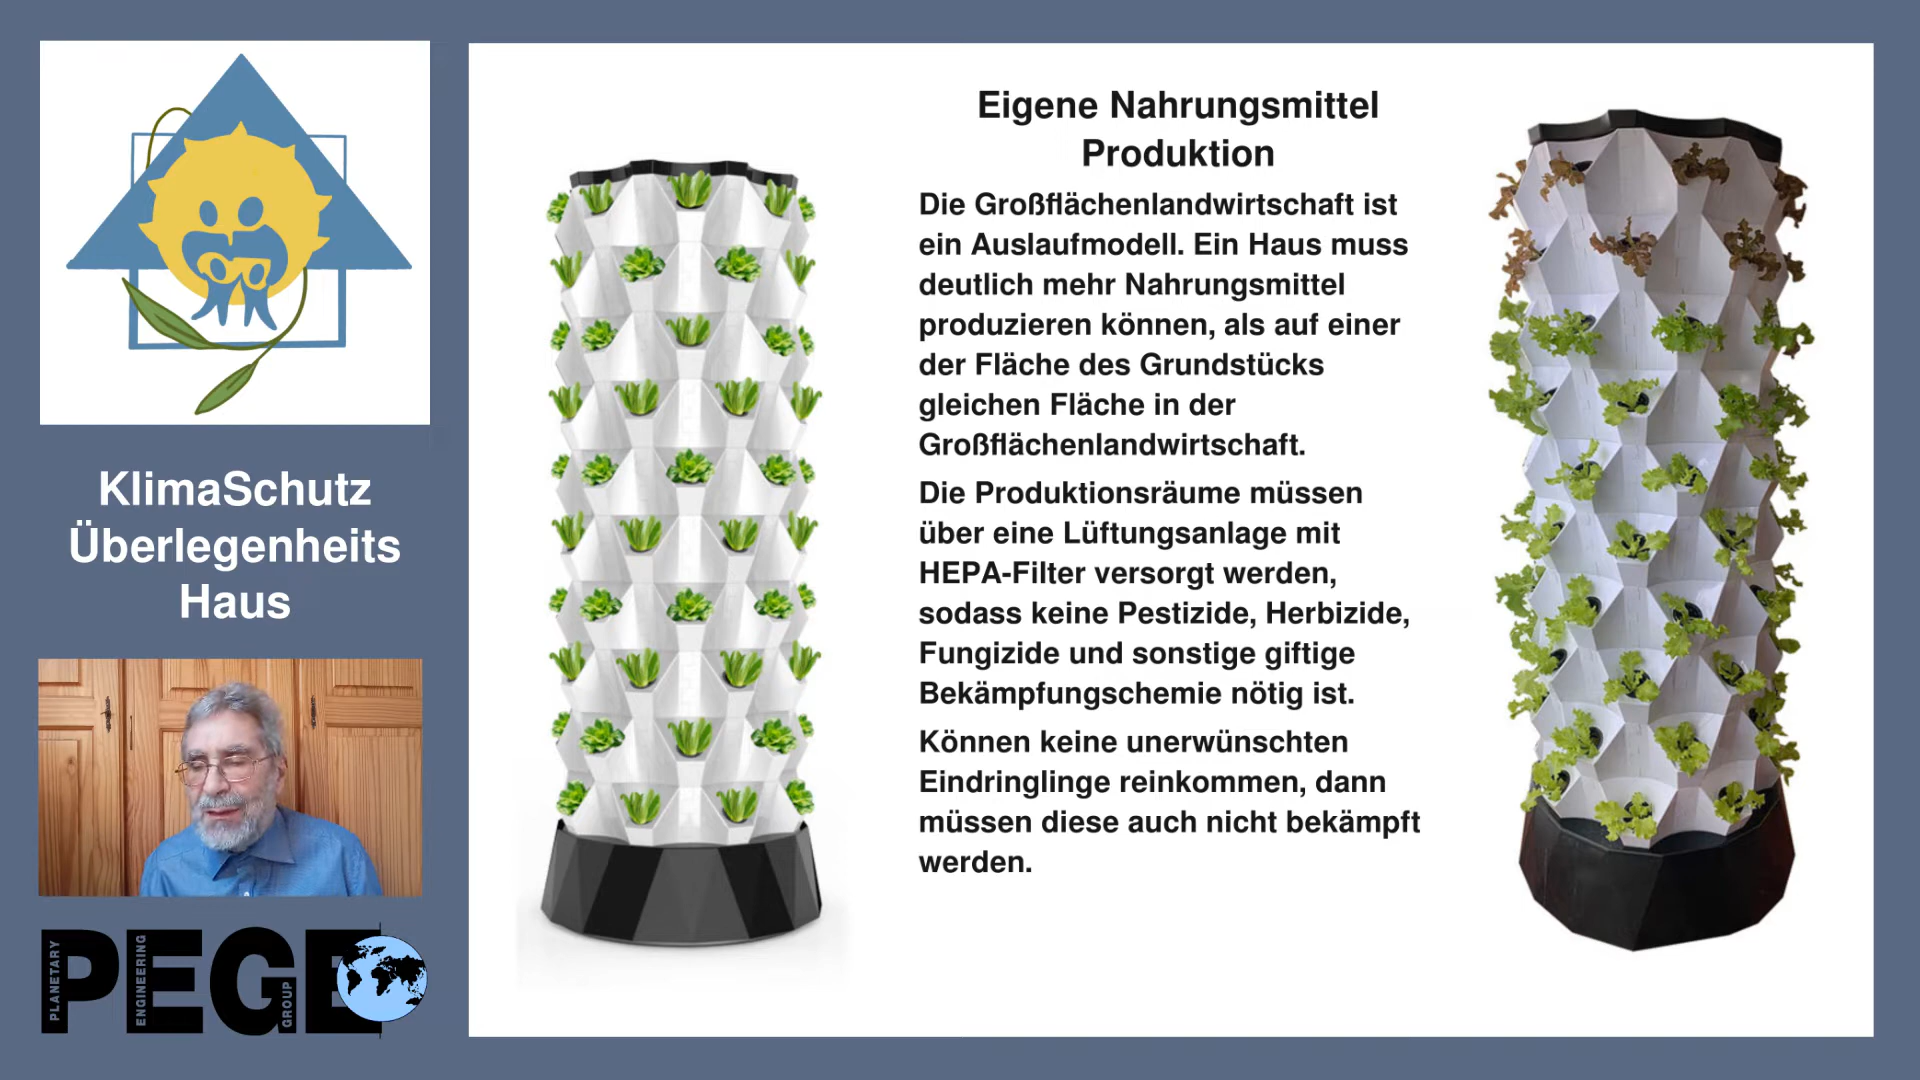 KlimaSchutz
Überlegenheits
Haus
PEGE
PLANETARY
ENGINEERING
GROUP
Eigene Nahrungsmittel
Produktion
Die Großflächenlandwirtschaft ist
ein Auslaufmodell. Ein Haus muss
deutlich mehr Nahrungsmittel
produzieren können, als auf einer
der Fläche des Grundstücks
gleichen Fläche in der
Großflächenlandwirtschaft.
Die Produktionsräume müssen
über eine Lüftungsanlage mit
HEPA-Filter versorgt werden,
sodass keine Pestizide, Herbizide,
Fungizide und sonstige giftige
Bekämpfungschemie nötig ist.
Können keine unerwünschten
Eindringlinge reinkommen, dann
müssen diese auch nicht bekämpft
werden.